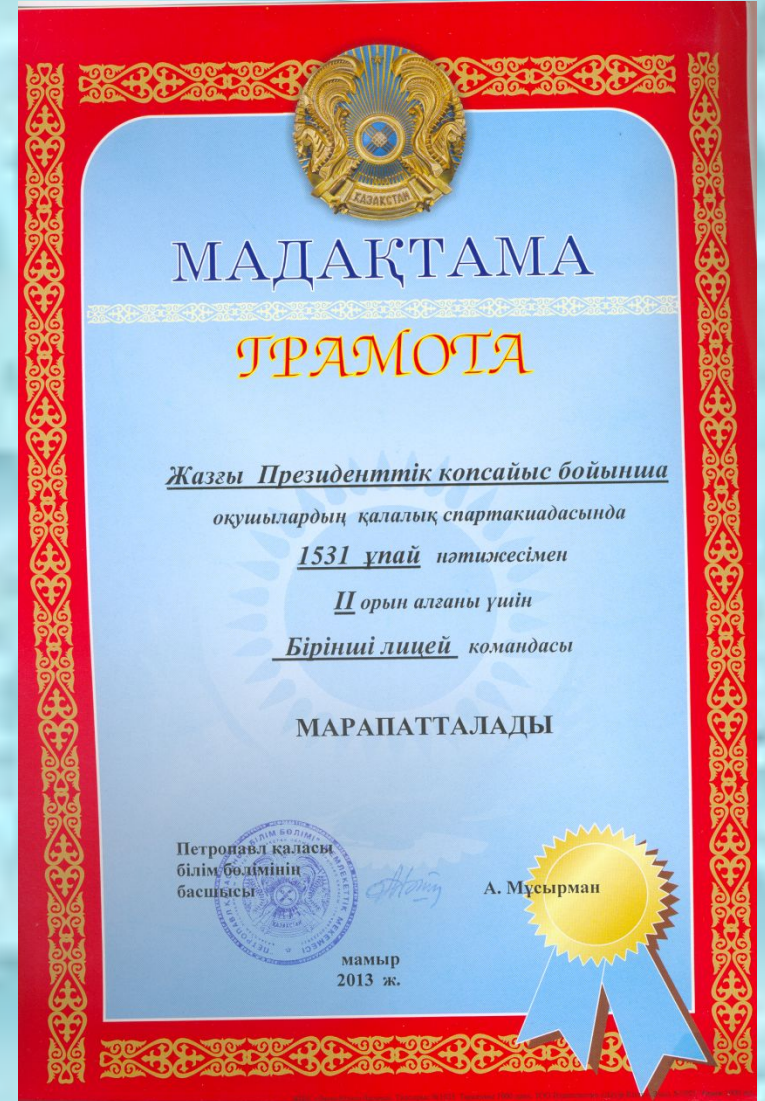 ҚАЗАҚСТАН
МАДАҚТАМА
ГРАМОТА
Жазғы Президенттік көпсайыс бойынша
оқушылардың қалалық спартакиадасында
1531 ұпай нәтижесімен
II орын алғаны үшін
Бірінші лицей командасы
МАРАПАТТАЛАДЫ
Петропавл қаласы
білім бөлімінің
басшысы
А. Мұсырман
мамыр
2013 ж.